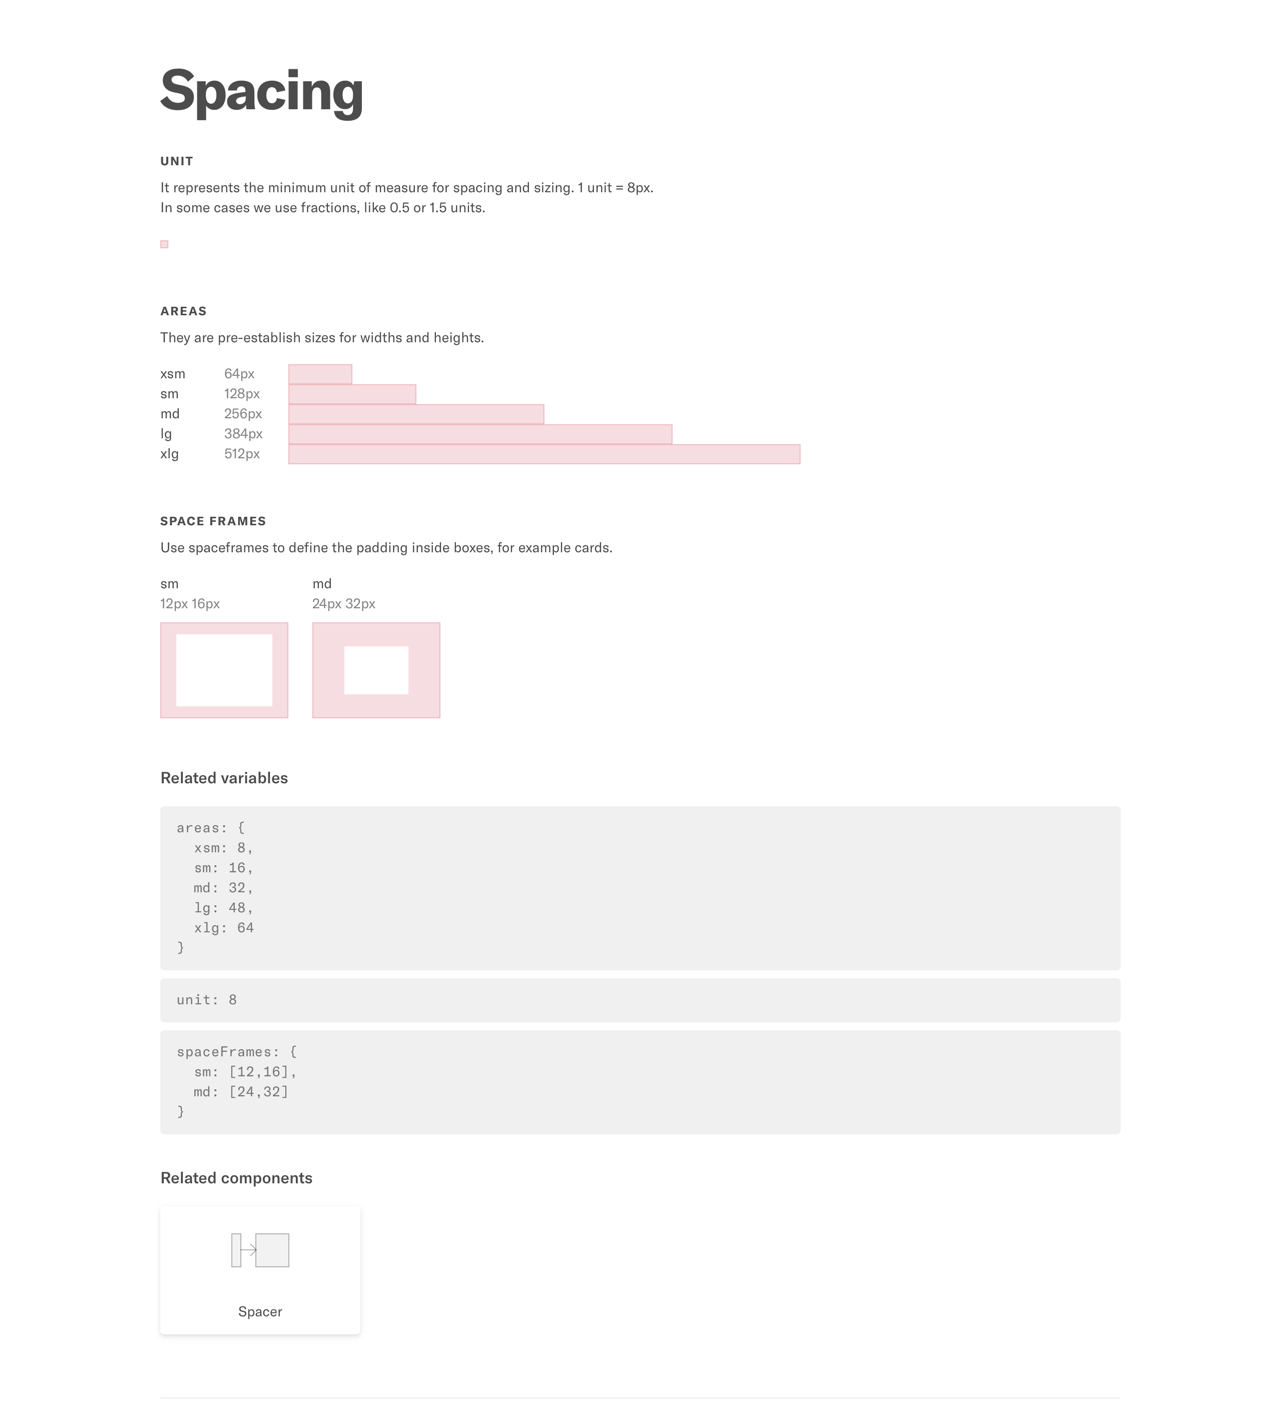 Spacing
UNIT
It represents the minimum unit of measure for spacing and sizing. 1 unit = 8px.
In some cases we use fractions, like 0.5 or 1.5 units.
AREAS
They are pre-establish sizes for widths and heights.
xsm 64px
sm 128px
md 256px
lg 384px
xlg 512px
SPACE FRAMES
Use spaceframes to define the padding inside boxes, for example cards.
sm md
12px 16px 24px 32px
Related variables
areas: {
  xsm: 8,
  sm: 16,
  md: 32,
  lg: 48,
  xlg: 64
}
unit: 8
spaceFrames: {
  sm: [12,16],
  md: [24,32]
}
Related components
Spacer